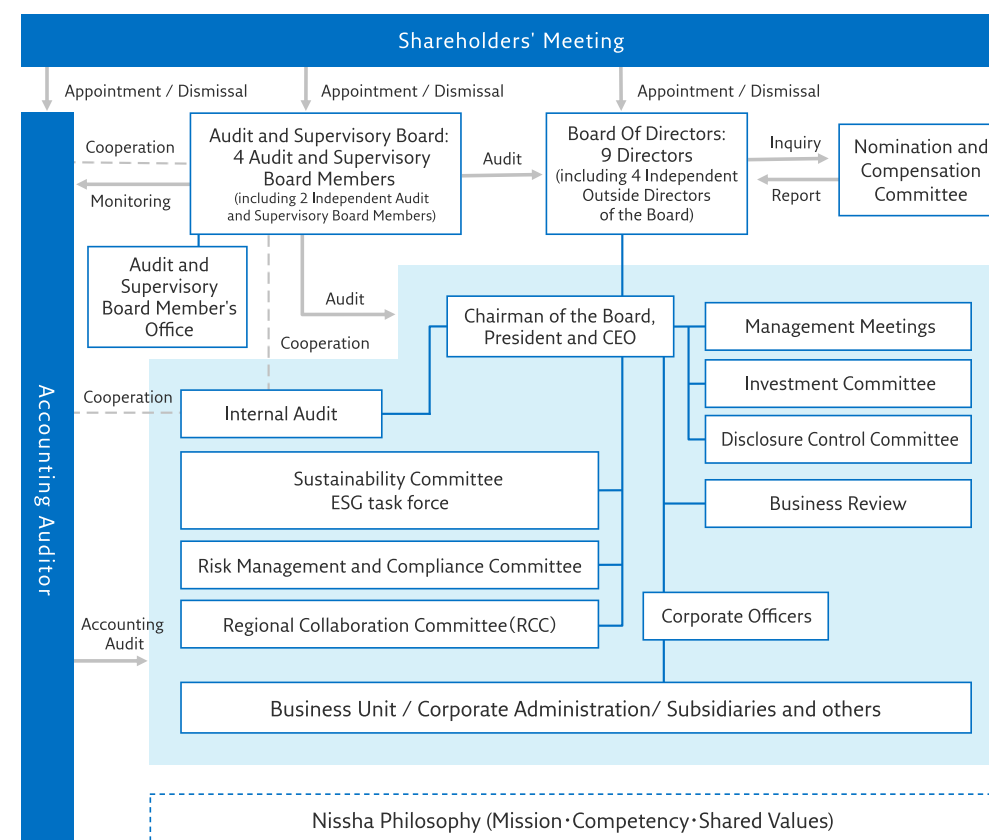 Shareholders' Meeting
Appointment / Dismissal
Appointment / Dismissal
Appointment / Dismissal
Accounting Auditor
Cooperation
Monitoring
Audit and Supervisory Board:
4 Audit and Supervisory
Board Members
(including 2 Independent Audit
and Supervisory Board Members)
Audit
Board Of Directors:
9 Directors
(including 4 Independent
Outside Directors
of the Board)
Inquiry
Report
Nomination and
Compensation
Committee
Audit and
Supervisory
Board Member's
Office
Audit
Cooperation
Chairman of the Board,
President and CEO
Management Meetings
Investment Committee
Disclosure Control Committee
Business Review
Cooperation
Internal Audit
Sustainability Committee
ESG task force
Risk Management and Compliance Committee
Regional Collaboration Committee(RCC)
Corporate Officers
Accounting
Audit
Business Unit / Corporate Administration/ Subsidiaries and others
Nissha Philosophy (Mission･Competency･Shared Values)